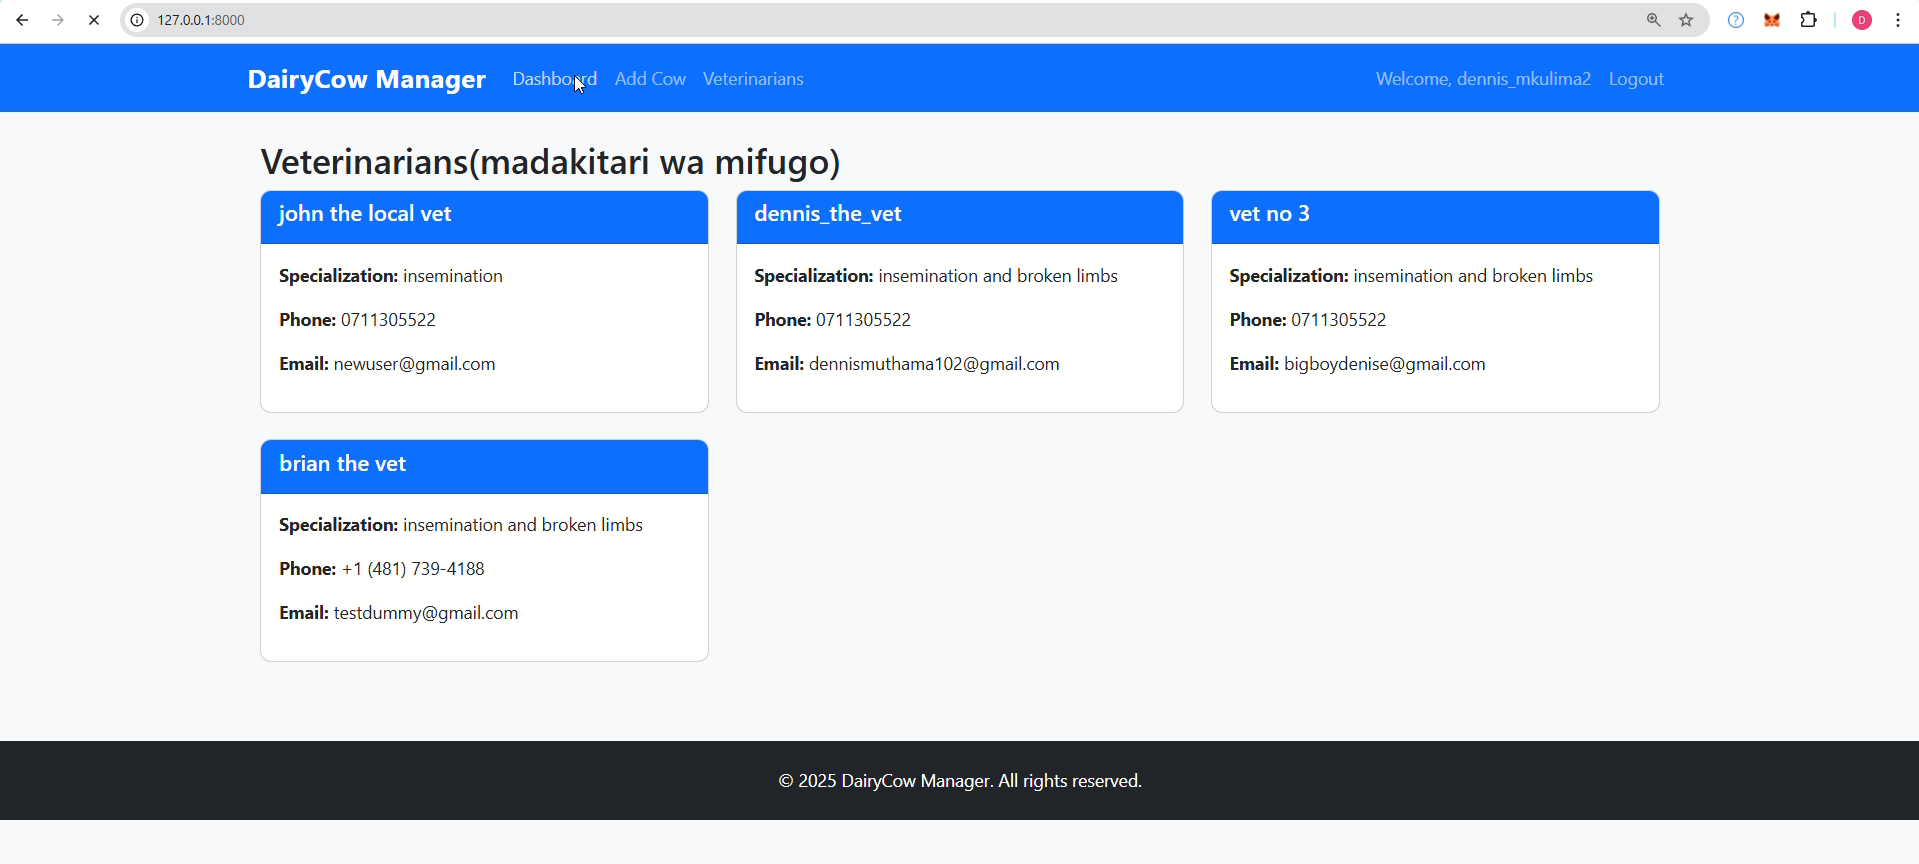 127.0.0.1:8000
DairyCow Manager Dashboard Add Cow Veterinarians Welcome, dennis_mkulima2 Logout
Veterinarians(madakitari wa mifugo)
john the local vet
Specialization: insemination
Phone: 0711305522
Email: newuser@gmail.com
dennis_the_vet
Specialization: insemination and broken limbs
Phone: 0711305522
Email: dennismuthama102@gmail.com
vet no 3
Specialization: insemination and broken limbs
Phone: 0711305522
Email: bigboydenise@gmail.com
brian the vet
Specialization: insemination and broken limbs
Phone: +1 (481) 739-4188
Email: testdummy@gmail.com
© 2025 DairyCow Manager. All rights reserved.
D